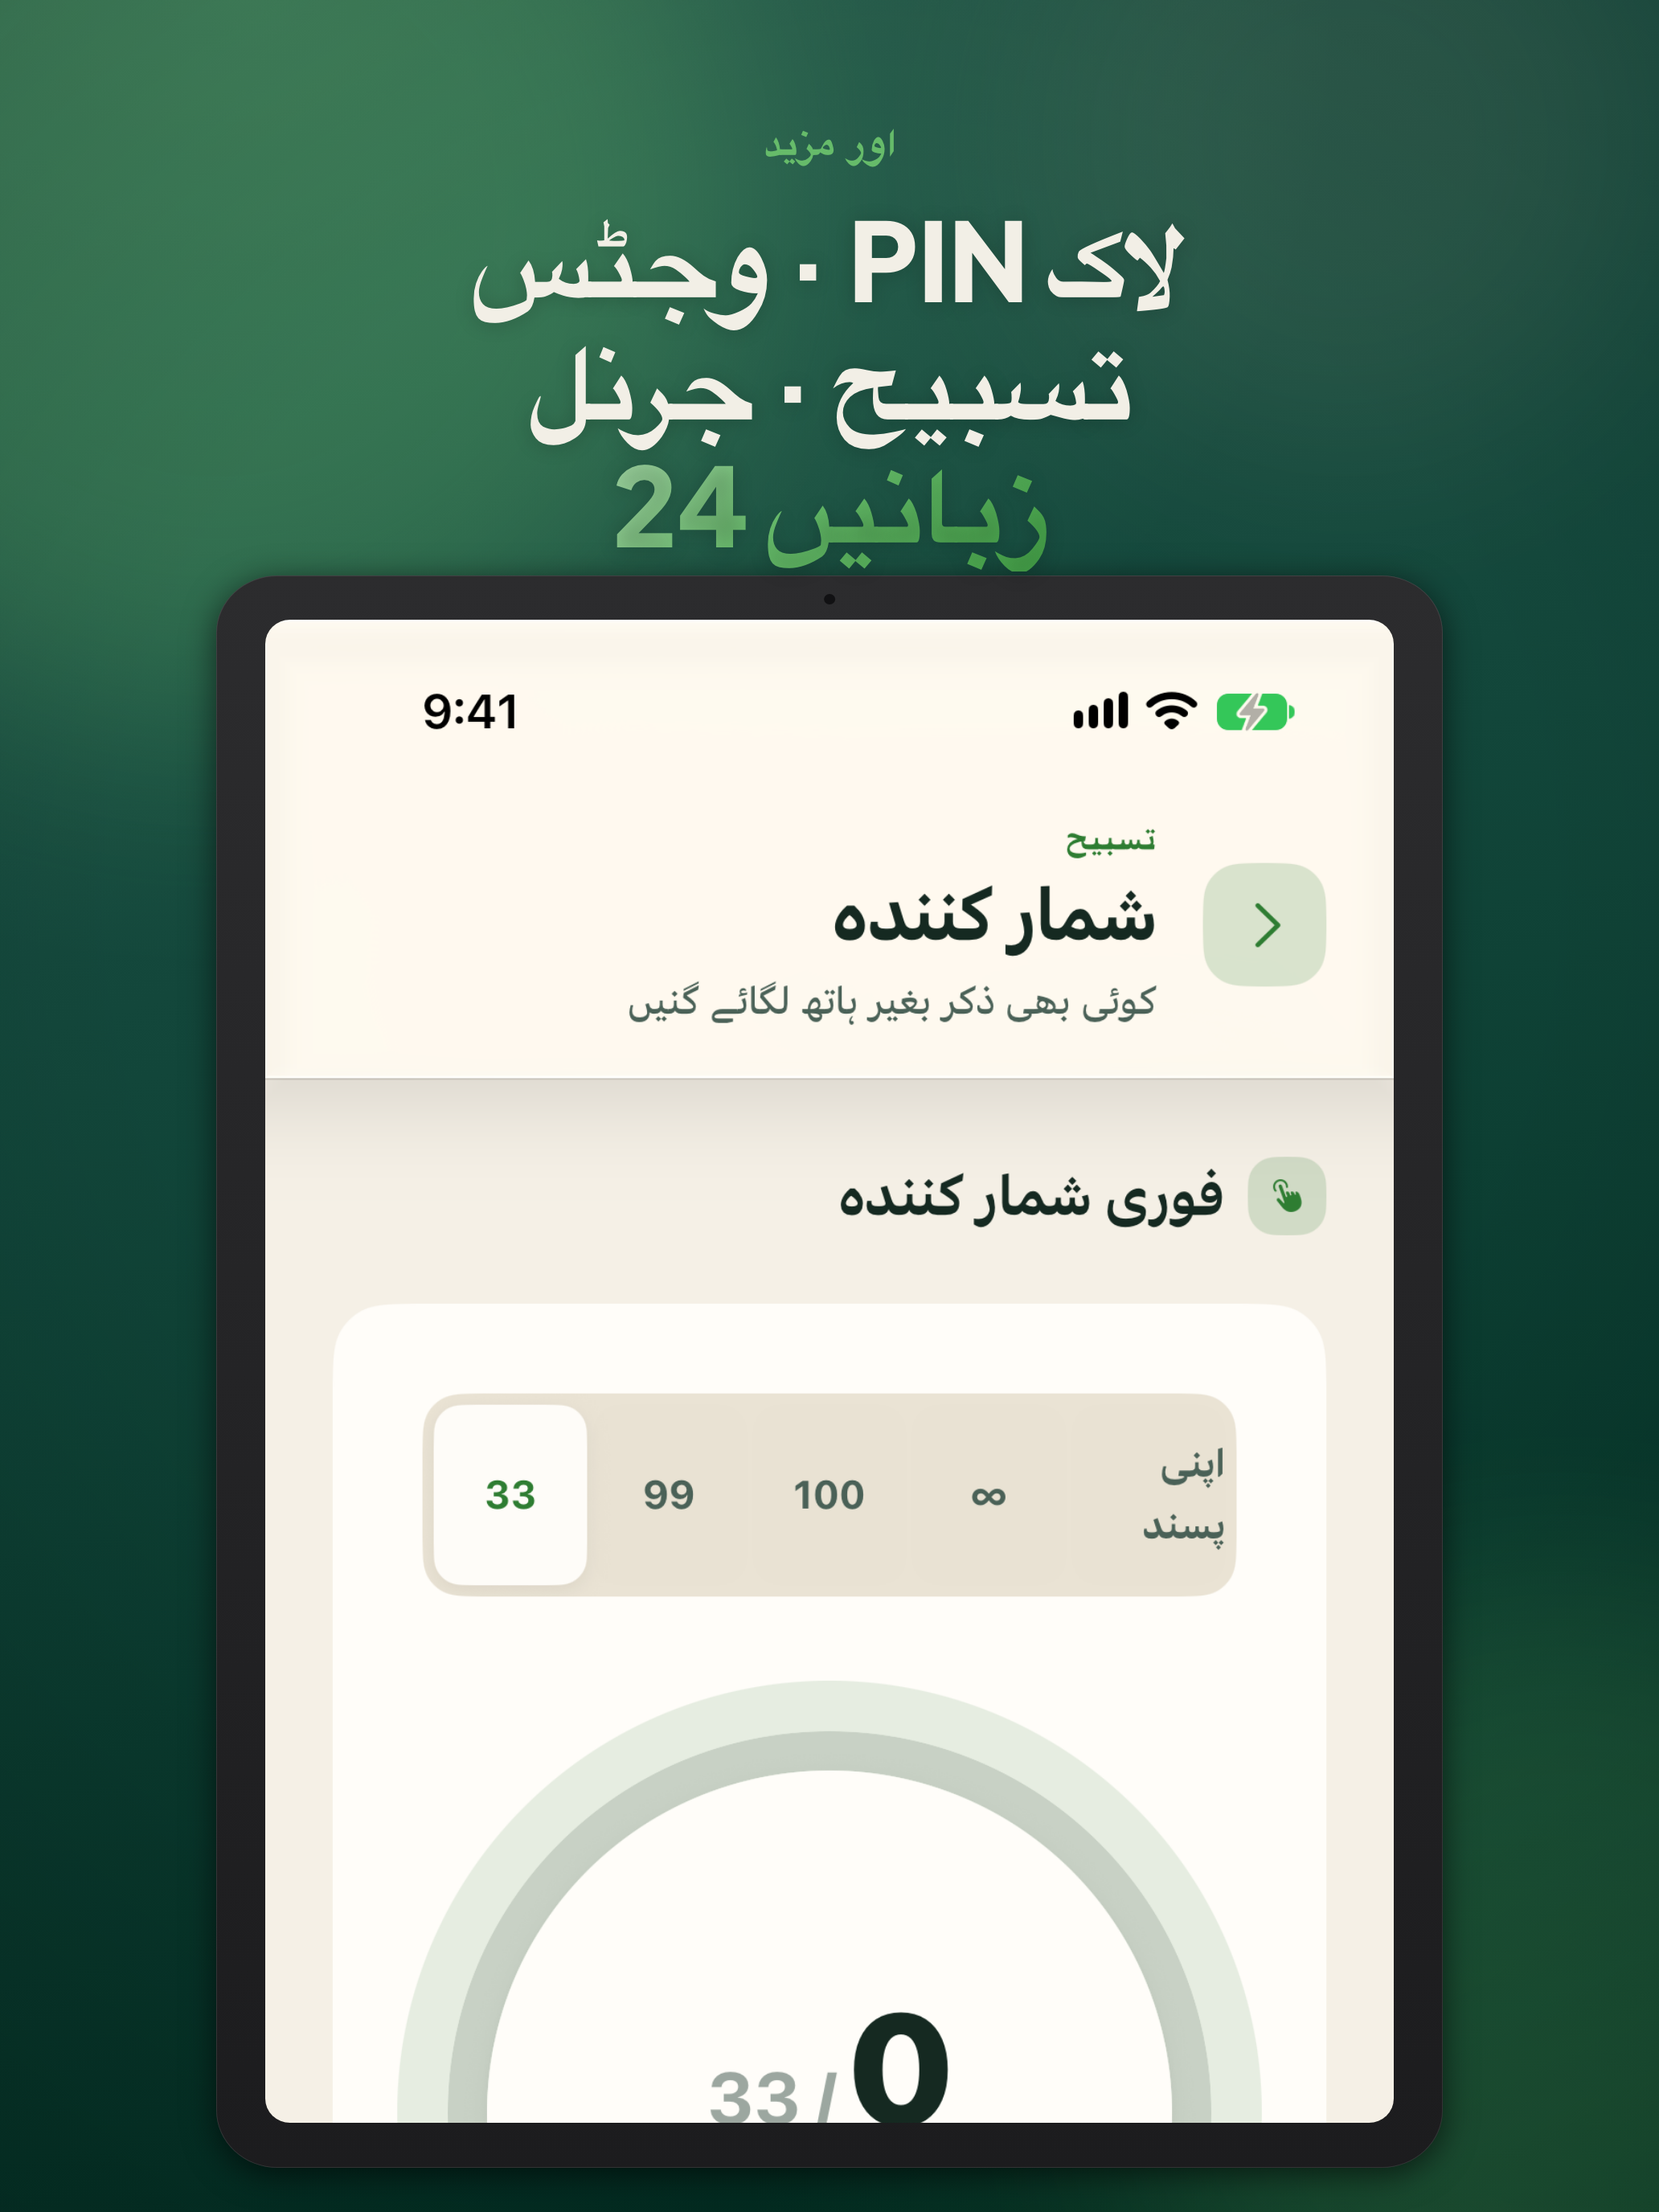 اور مزید
لاک PIN · وجٹس
تسبیح · جرنل
زبانیں 24
9:41
تسبیح
شمار کنندہ
کوئی بھی ذکر بغیر ہاتھ لگائے گنیں
فوری شمار کنندہ
33 99 100 ∞ اپنی
پسند
0 / 33